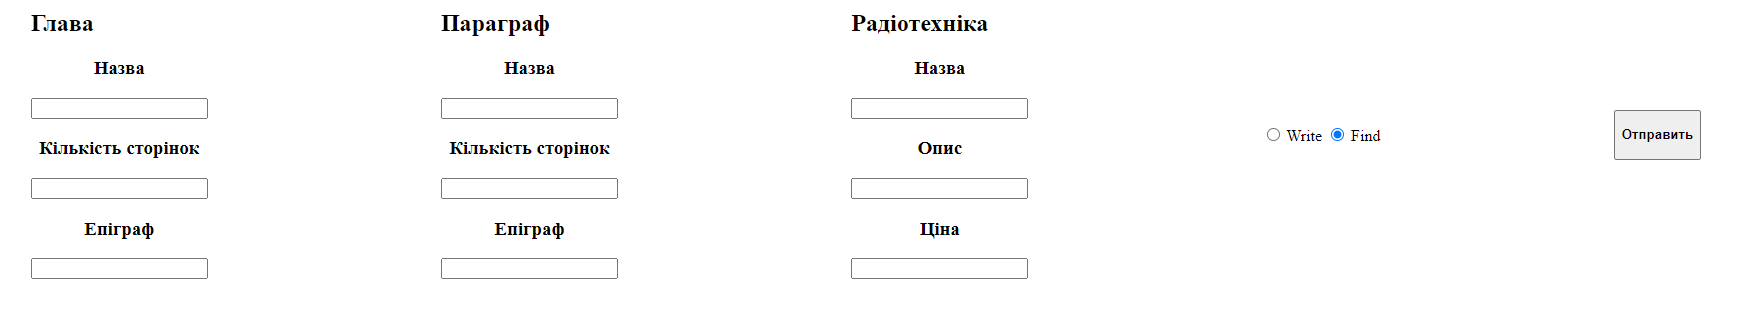 Глава
Назва
Кількість сторінок
Епіграф
Параграф
Назва
Кількість сторінок
Епіграф
Радіотехніка
Назва
Опис
Ціна
Write Find
Отправить